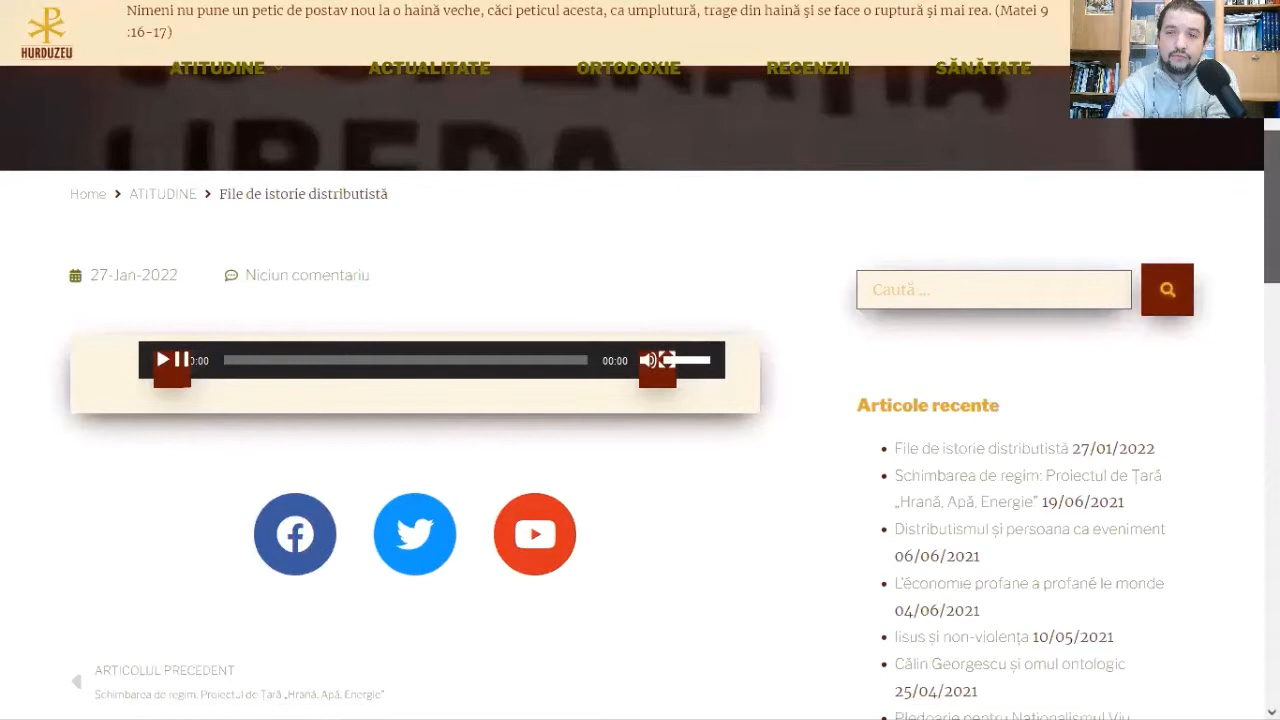 Nimeni nu pune un petic de postav nou la o haină veche, căci peticul acesta, ca umplutură, trage din haină și se face o ruptură și mai rea. (Matei 9
:16-17)
HURDUZEU
ATITUDINE
ACTUALITATE
ORTODOXIE
RECENZII
SĂNĂTATE
LIBERĂ
Home
ATITUDINE
File de istorie distributistă
27-Jan-2022
Niciun comentariu
Caută ...
00:00
Articole recente
File de istorie distributistă 27/01/2022
Schimbarea de regim: Proiectul de Țară
„Hrană, Apă, Energie” 19/06/2021
Distributismul și persoana ca eveniment
06/06/2021
L’économie profane a profané le monde
04/06/2021
Iisus și non-violența 10/05/2021
Călin Georgescu și omul ontologic
25/04/2021
Pledoarie pentru Naționalismul Viu
ARTICOLUL PRECEDENT
Schimbarea de regim: Proiectul de Țară „Hrană, Apă, Energie”